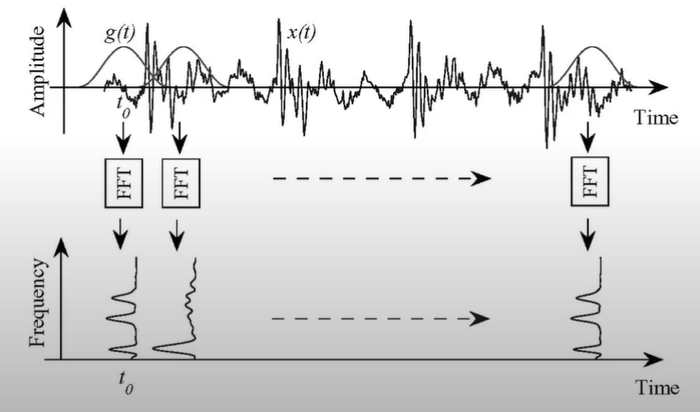 Amplitude
g(t)
x(t)
t0
Time
FFT
FFT
FFT
Frequency
t0
Time